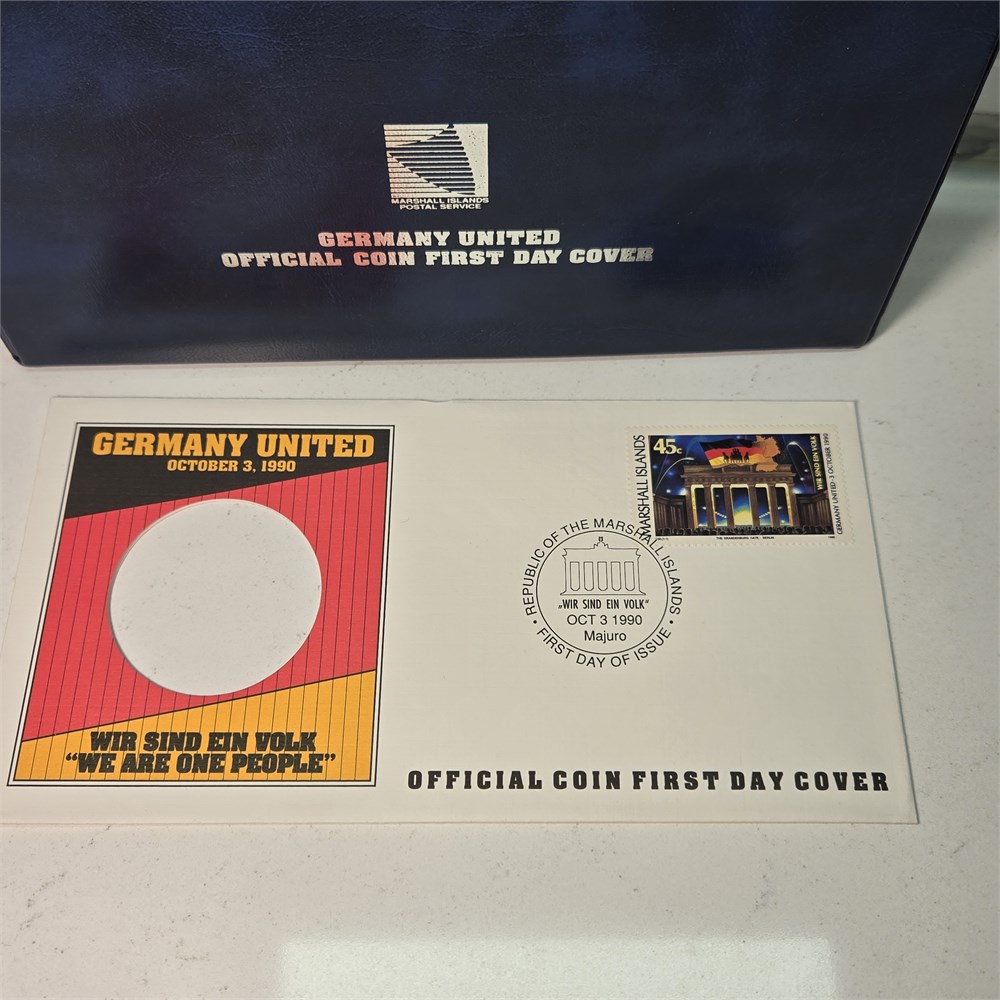 MARSHALL ISLANDS
POSTAL SERVICE
GERMANY UNITED
OFFICIAL COIN FIRST DAY COVER
GERMANY UNITED
OCTOBER 3, 1990
WIR SIND EIN VOLK
“WE ARE ONE PEOPLE”
MARSHALL ISLANDS
45c
WIR SIND EIN VOLK
GERMANY UNITED-3 OCTOBER 1990
THE BRANDENBURG GATE BERLIN
REPUBLIC OF THE MARSHALL ISLANDS
„WIR SIND EIN VOLK“
OCT 3 1990
Majuro
• FIRST DAY OF ISSUE •
OFFICIAL COIN FIRST DAY COVER